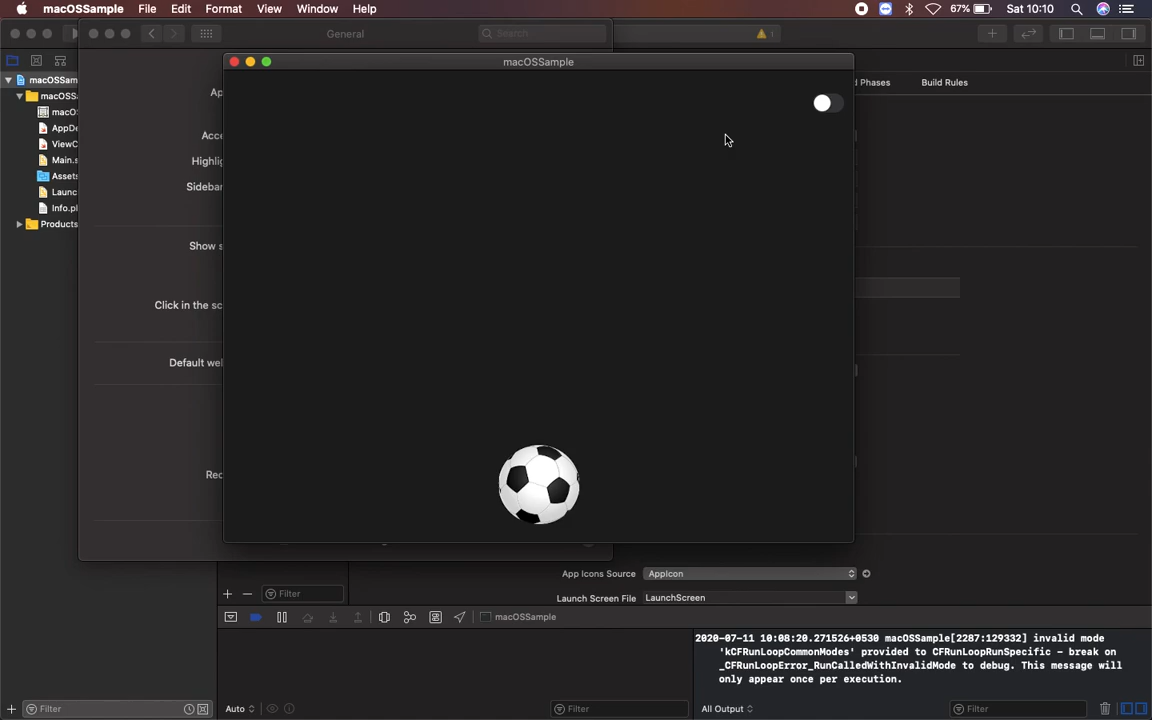 macOSSample File Edit Format View Window Help 67% Sat 10:10
General Search 1
macOSSample
macOSSam
Phases Build Rules
macOSS
macO
AppDe
ViewC
Main.s
Assets
Launc
Info.pl
Products
Ap
Acce
Highlig
Sidebar
Show s
Click in the sc
Default wel
Rec
App Icons Source AppIcon
Filter
Launch Screen File LaunchScreen
macOSSample
2020-07-11 10:08:20.271526+0530 macOSSample[2287:129332] invalid mode
'kCFRunLoopCommonModes' provided to CFRunLoopRunSpecific - break on
_CFRunLoopError_RunCalledWithInvalidMode to debug. This message will
only appear once per execution.
Filter Auto Filter All Output Filter